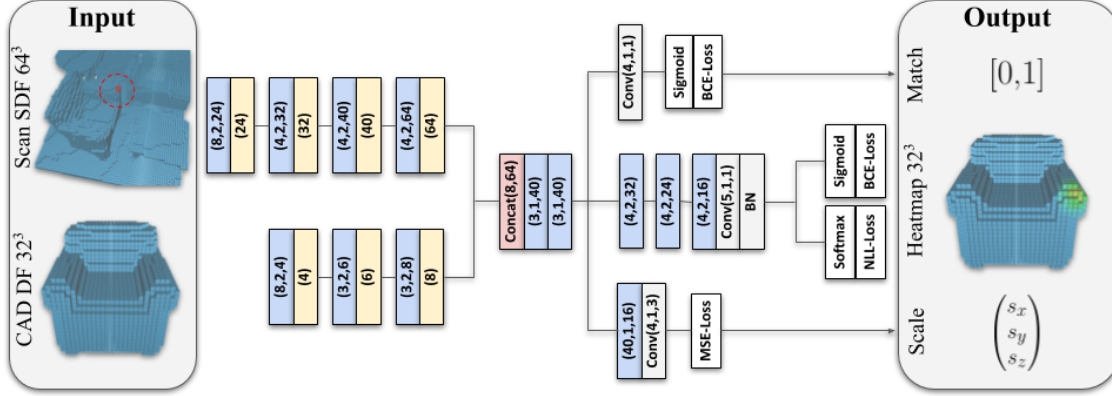 Input
Scan SDF 64³
CAD DF 32³
(8,2,24)
(24)
(4,2,32)
(32)
(4,2,40)
(40)
(4,2,64)
(64)
(8,2,4)
(4)
(3,2,6)
(6)
(3,2,8)
(8)
Concat(8,64)
(3,1,40)
(3,1,40)
Conv(4,1,1)
Sigmoid
BCE-Loss
(4,2,32)
(4,2,24)
(4,2,16)
Conv(5,1,1)
BN
Sigmoid
BCE-Loss
Softmax
NLL-Loss
(40,1,16)
Conv(4,1,3)
MSE-Loss
Output
Match
[0,1]
Heatmap 32³
Scale
s_x
s_y
s_z